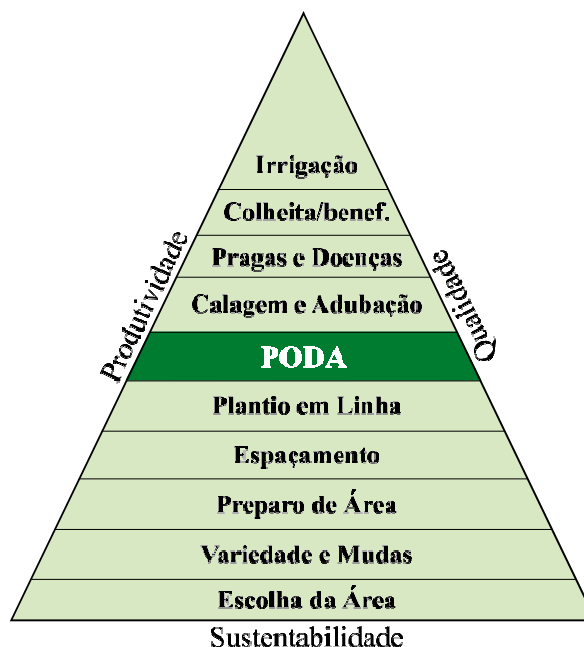 Irrigação
Colheita/benef.
Pragas e Doenças
Calagem e Adubação
PODA
Plantio em Linha
Espaçamento
Preparo de Área
Variedade e Mudas
Escolha da Área
Produtividade
Qualidade
Sustentabilidade